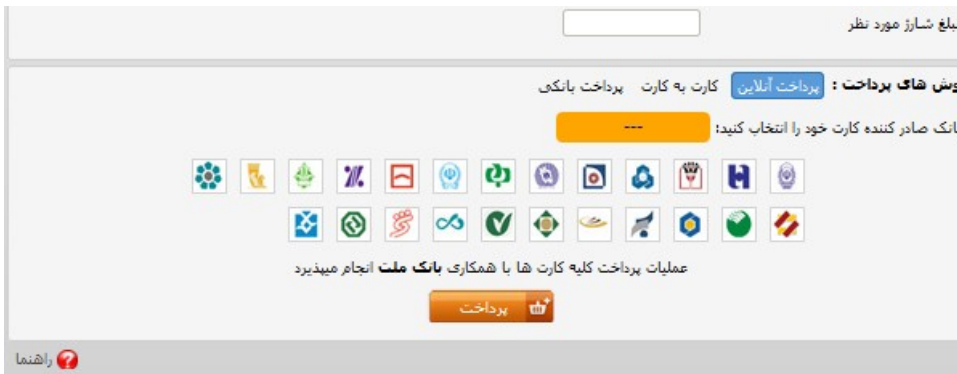 مبلغ شارژ مورد نظر
روش های پرداخت : پرداخت آنلاین کارت به کارت پرداخت بانکی
بانک صادر کننده کارت خود را انتخاب کنید: ---
عملیات پرداخت کلیه کارت ها با همکاری بانک ملت انجام میپذیرد
پرداخت
راهنما